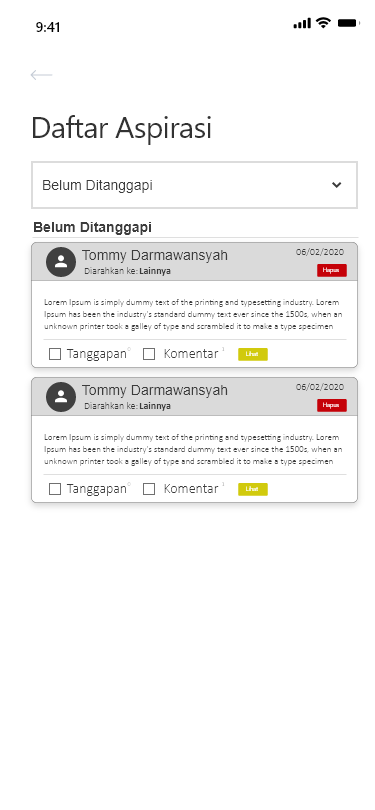 9:41
Daftar Aspirasi
Belum Ditanggapi
Belum Ditanggapi
Tommy Darmawansyah 06/02/2020
Diarahkan ke: Lainnya Hapus
Lorem Ipsum is simply dummy text of the printing and typesetting industry. Lorem
Ipsum has been the industry's standard dummy text ever since the 1500s, when an
unknown printer took a galley of type and scrambled it to make a type specimen
Tanggapan 0 Komentar Lihat
Tommy Darmawansyah 06/02/2020
Diarahkan ke: Lainnya Hapus
Lorem Ipsum is simply dummy text of the printing and typesetting industry. Lorem
Ipsum has been the industry's standard dummy text ever since the 1500s, when an
unknown printer took a galley of type and scrambled it to make a type specimen
Tanggapan 0 Komentar Lihat